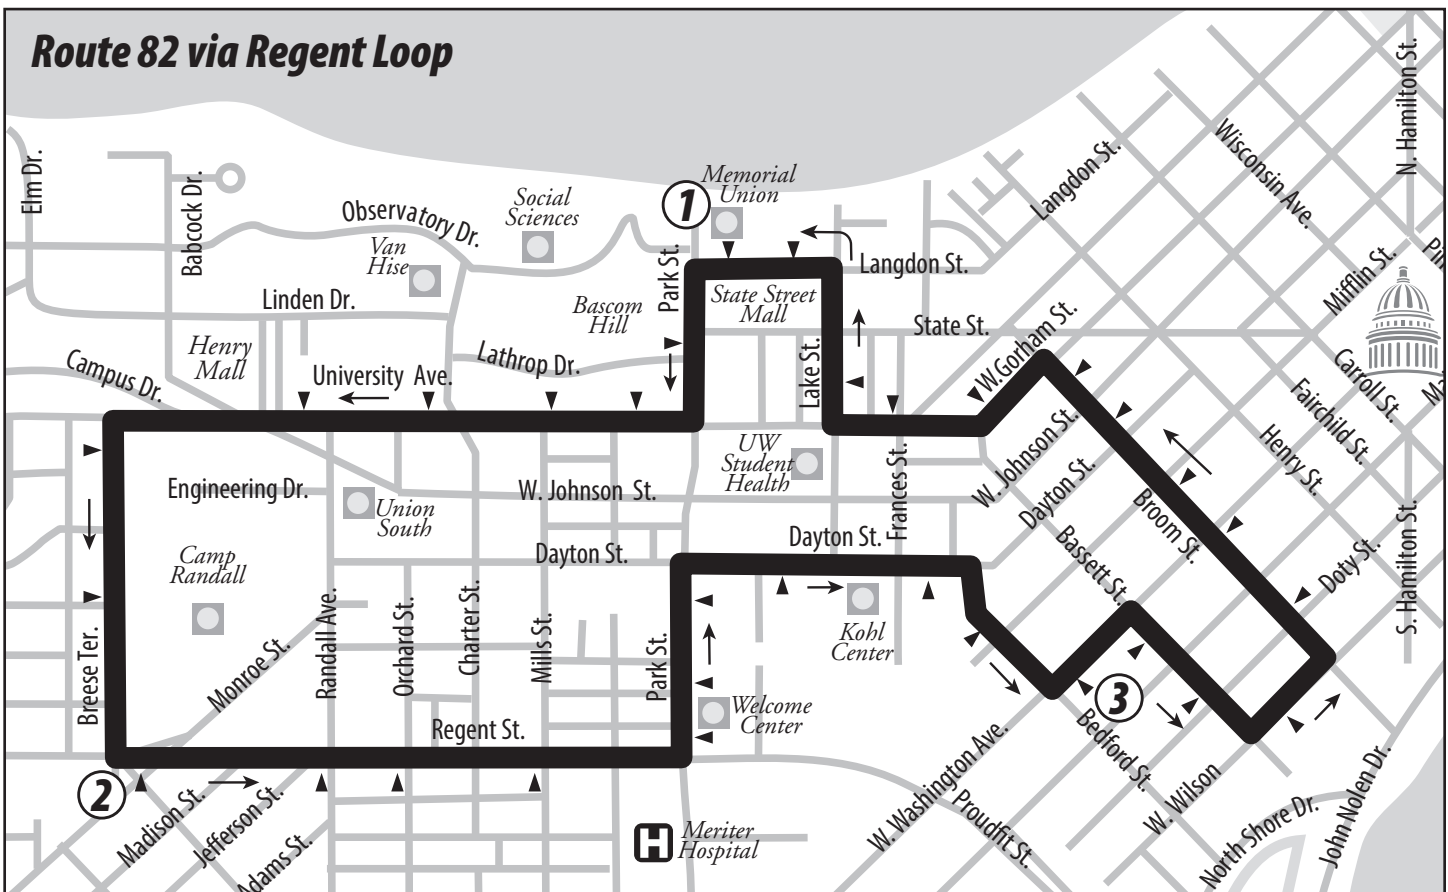 Route 82 via Regent Loop
N. Hamilton St.
Wisconsin Ave.
Langdon St.
Elm Dr.
Babcock Dr.
Observatory Dr.
Social
Sciences
1
Memorial
Union
Van
Hise
Park St.
Langdon St.
Mifflin St.
Linden Dr.
Bascom
Hill
State Street
Mall
State St.
Henry
Mall
Campus Dr.
University Ave.
Lathrop Dr.
Lake St.
W. Gorham St.
Carroll St.
Fairchild St.
Henry St.
UW
Student
Health
Frances St.
W. Johnson St.
Dayton St.
Bassett St.
Broom St.
Engineering Dr.
Union
South
W. Johnson St.
Dayton St.
Dayton St.
Doty St.
S. Hamilton St.
Camp
Randall
Kohl
Center
Breese Ter.
Monroe St.
Randall Ave.
Orchard St.
Charter St.
Mills St.
Park St.
Welcome
Center
Regent St.
3
Bedford St.
W. Washington Ave.
Proudfit St.
W. Wilson
North Shore Dr.
John Nolen Dr.
2
Madison St.
Jefferson St.
Adams St.
H
Meriter
Hospital